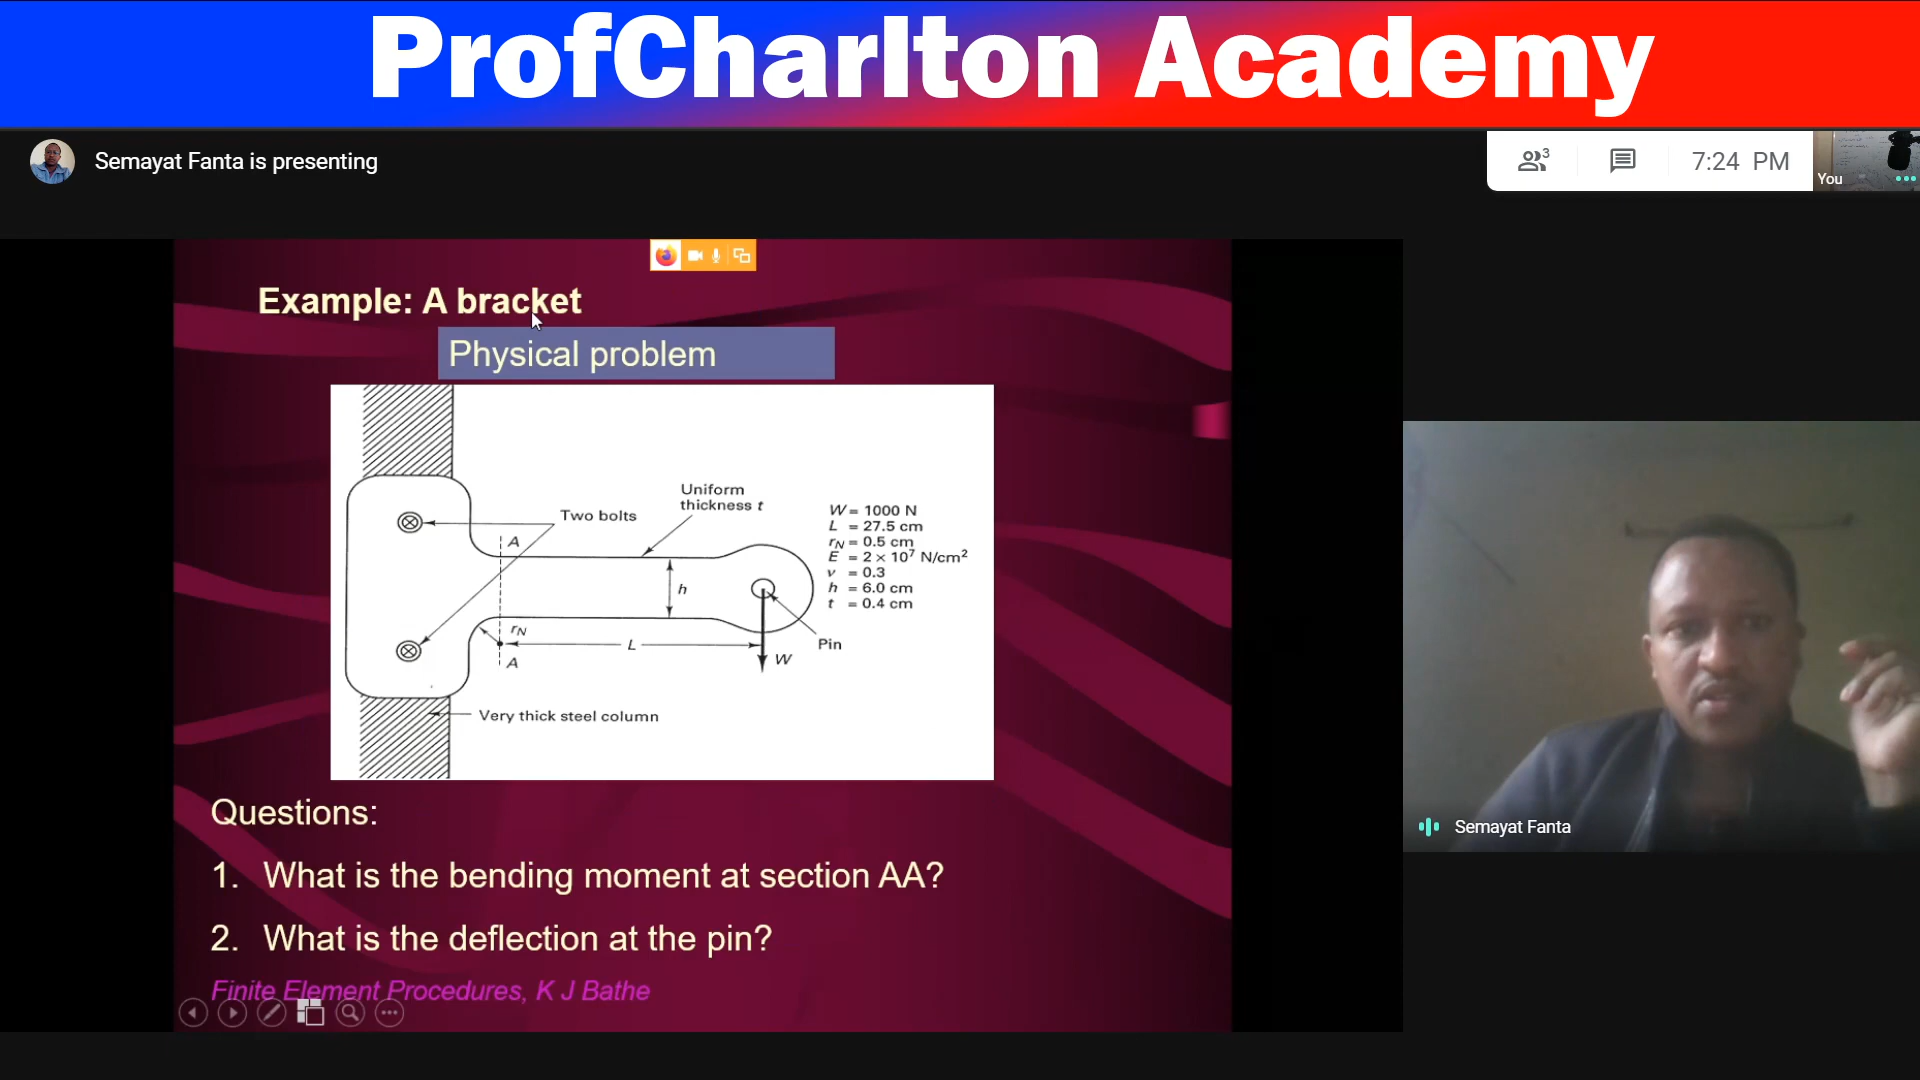 ProfCharlton Academy
Semayat Fanta is presenting
3
7:24 PM
You
Example: A bracket
Physical problem
Uniform
thickness t
Two bolts
A
W = 1000 N
L = 27.5 cm
rN = 0.5 cm
E = 2 × 10⁷ N/cm²
ν = 0.3
h = 6.0 cm
t = 0.4 cm
h
rN
L
A
W
Pin
Very thick steel column
Questions:
1. What is the bending moment at section AA?
2. What is the deflection at the pin?
Finite Element Procedures, K J Bathe
Semayat Fanta